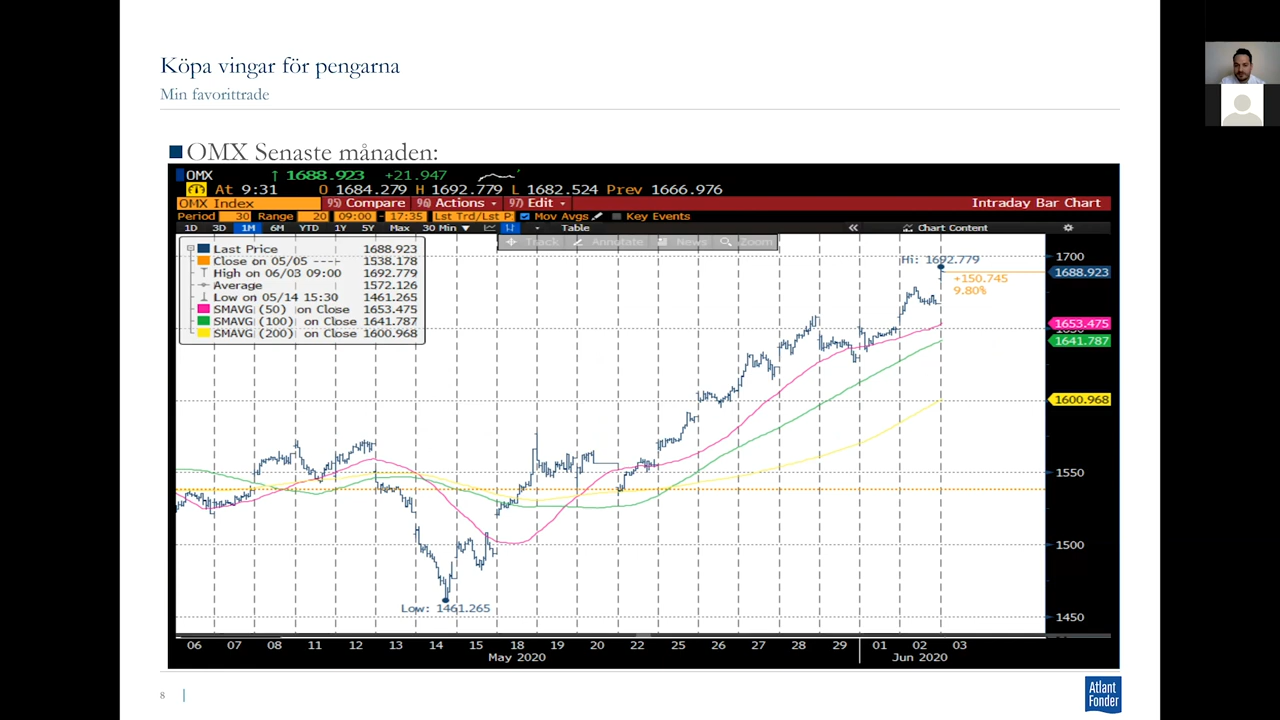 Köpa vingar för pengarna
Min favorittrade
OMX Senaste månaden:
OMX ↑ 1688.923 +21.947
At 9:31 O 1684.279 H 1692.779 L 1682.524 Prev 1666.976
OMX Index 95) Compare 96) Actions 97) Edit Intraday Bar Chart
Period 30 Range 20 09:00 - 17:35 Lst Trd/Lst P Mov Avgs Key Events
1D 3D 1M 6M YTD 1Y 5Y Max 30 Min ▼ Table « Chart Content
Track Annotate News Zoom
Last Price 1688.923
Close on 05/05 ---- 1538.178
High on 06/03 09:00 1692.779
Average 1572.126
Low on 05/14 15:30 1461.265
SMAVG (50) on Close 1653.475
SMAVG (100) on Close 1641.787
SMAVG (200) on Close 1600.968
Hi: 1692.779
+150.745
9.80%
Low: 1461.265
1700
1688.923
1653.475
1650
1641.787
1600.968
1550
1500
1450
06 07 08 11 12 13 14 15 18 19 20 22 25 26 27 28 29 01 02 03
May 2020 Jun 2020
8
Atlant
Fonder